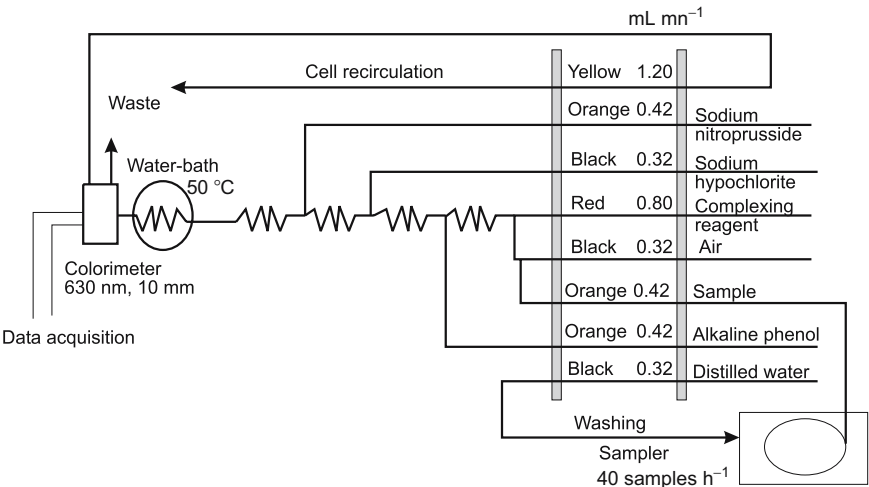 mL mn⁻¹
Cell recirculation
Yellow 1.20
Waste
Orange 0.42
Sodium
nitroprusside
Water-bath
50 °C
Black 0.32
Sodium
hypochlorite
Red 0.80
Complexing
reagent
Black 0.32
Air
Colorimeter
630 nm, 10 mm
Orange 0.42
Sample
Data acquisition
Orange 0.42
Alkaline phenol
Black 0.32
Distilled water
Washing
Sampler
40 samples h⁻¹